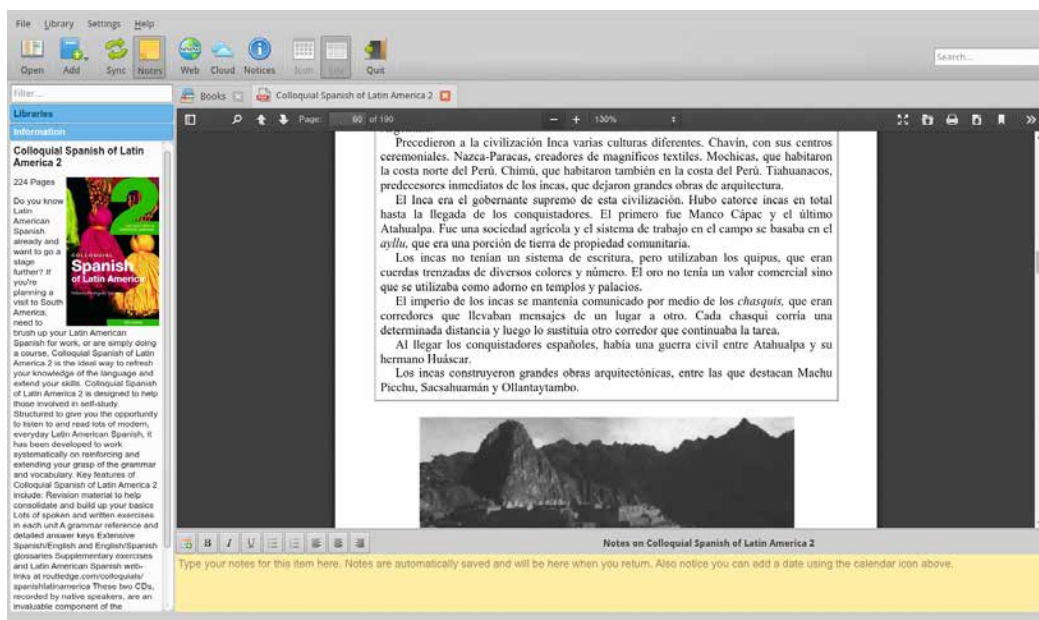 File Library Settings Help
Open Add Sync Notes Web Cloud Notices Icon List Quit
Search...
Filter...
Libraries
Information
Colloquial Spanish of Latin
America 2
224 Pages
Do you know
Latin
American
Spanish
already and
want to go a
stage
further? If
you're
planning a
visit to South
America,
need to
brush up your Latin American
Spanish for work, or are simply doing
a course, Colloquial Spanish of Latin
America 2 is the ideal way to refresh
your knowledge of the language and
extend your skills. Colloquial Spanish
of Latin America 2 is designed to help
those involved in self-study.
Structured to give you the opportunity
to listen to and read lots of modern,
everyday Latin American Spanish, it
has been developed to work
systematically on reinforcing and
extending your grasp of the grammar
and vocabulary. Key features of
Colloquial Spanish of Latin America 2
include: Revision material to help
consolidate and build up your basics
Lots of spoken and written exercises
in each unit A grammar reference and
detailed answer keys Extensive
Spanish/English and English/Spanish
glossaries Supplementary exercises
and Latin American Spanish web-
links at routledge.com/colloquials/
spanishlatinamerica These two CDs,
recorded by native speakers, are an
invaluable component of the
2
COLLOQUIAL
Spanish
of Latin America
Books Colloquial Spanish of Latin America 2
Page: 60 of 190 − + 130%
Precedieron a la civilización Inca varias culturas diferentes. Chavín, con sus centros
ceremoniales. Nazca-Paracas, creadores de magníficos textiles. Mochicas, que habitaron
la costa norte del Perú. Chimú, que habitaron también en la costa del Perú. Tiahuanacos,
predecesores inmediatos de los incas, que dejaron grandes obras de arquitectura.
El Inca era el gobernante supremo de esta civilización. Hubo catorce incas en total
hasta la llegada de los conquistadores. El primero fue Manco Cápac y el último
Atahualpa. Fue una sociedad agrícola y el sistema de trabajo en el campo se basaba en el
ayllu, que era una porción de tierra de propiedad comunitaria.
Los incas no tenían un sistema de escritura, pero utilizaban los quipus, que eran
cuerdas trenzadas de diversos colores y número. El oro no tenía un valor comercial sino
que se utilizaba como adorno en templos y palacios.
El imperio de los incas se mantenía comunicado por medio de los chasquis, que eran
corredores que llevaban mensajes de un lugar a otro. Cada chasqui corría una
determinada distancia y luego lo sustituía otro corredor que continuaba la tarea.
Al llegar los conquistadores españoles, había una guerra civil entre Atahualpa y su
hermano Huáscar.
Los incas construyeron grandes obras arquitectónicas, entre las que destacan Machu
Picchu, Sacsahuamán y Ollantaytambo.
B I U Notes on Colloquial Spanish of Latin America 2
Type your notes for this item here. Notes are automatically saved and will be here when you return. Also notice you can add a date using the calendar icon above.